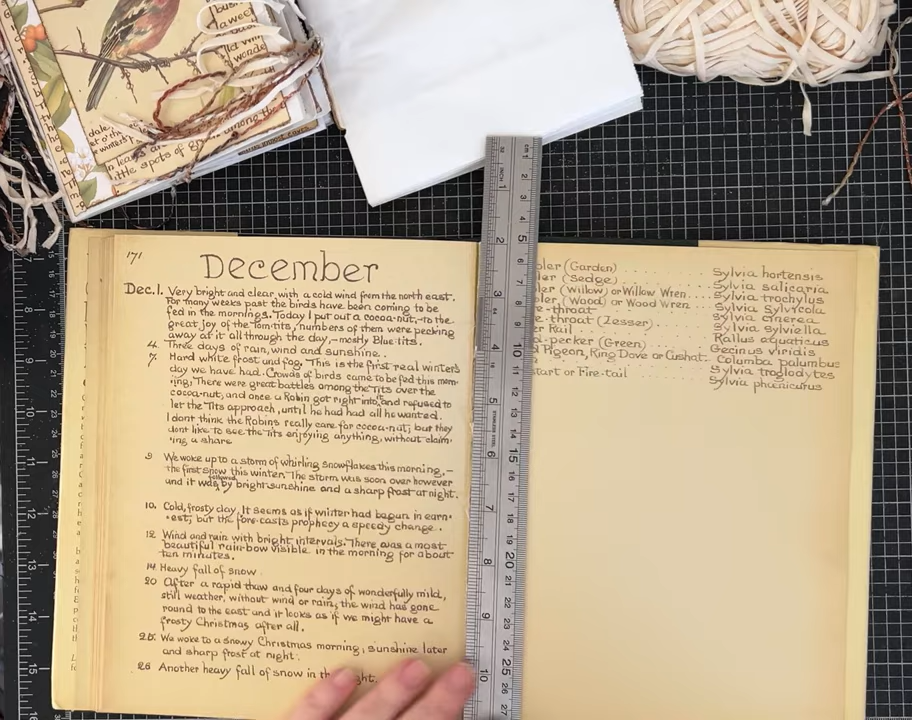 171
December
Dec.1. Very bright and clear with a cold wind from the north east.
For many weeks past the birds have been coming to be
fed in the mornings. Today I put out a cocoa-nut,-to the
great joy of the Tom-tits, numbers of them were pecking
away at it all through the day,-mostly Blue-tits.
4. Three days of rain, wind and sunshine.
7. Hard white frost and fog. This is the first real winter's
day we have had. Crowds of birds came to be fed this morn-
-ing, There were great battles among the Tits over the
cocoa-nut, and once a Robin got right into it and refused to
let the Tits approach, until he had had all he wanted.
I dont think the Robins really care for cocoa-nut; but they
dont like to see the Tits enjoying anything, without claim-
-ing a share
9 We woke up to a storm of whirling snowflakes this morning,-
the first snow this winter. The storm was soon over however
and it was followed by bright sunshine and a sharp frost at night.
10. Cold, frosty day. It seems as if winter had begun in earn-
-est; but the fore-casts prophecy a speedy change.
12 Wind and rain with bright intervals. There was a most
beautiful rain-bow visible in the morning for about
ten minutes.
14 Heavy fall of snow.
20 After a rapid thaw and four days of wonderfully mild,
still weather, without wind or rain, the wind has gone
round to the east and it looks as if we might have a
frosty Christmas after all.
25. We woke to a snowy Christmas morning; sunshine later
and sharp frost at night.
26 Another heavy fall of snow in the ght.
bler (Garden) Sylvia hortensis
ler (Sedge) Sylvia salicaria
ler (Willow) or Willow Wren Sylvia trochylus
bler (Wood) or Wood Wren Sylvia Sylvicola
e-throat Sylvia cinerea
e-throat (Lesser) Sylvia sylviella
er Rail Rallus aquaticus
d-pecker (Green) Gecinus viridis
d Pigeon, Ring Dove or Cushat Columba palumbus
Sylvia troglodytes
start or Fire-tail Sylvia phœnicurus